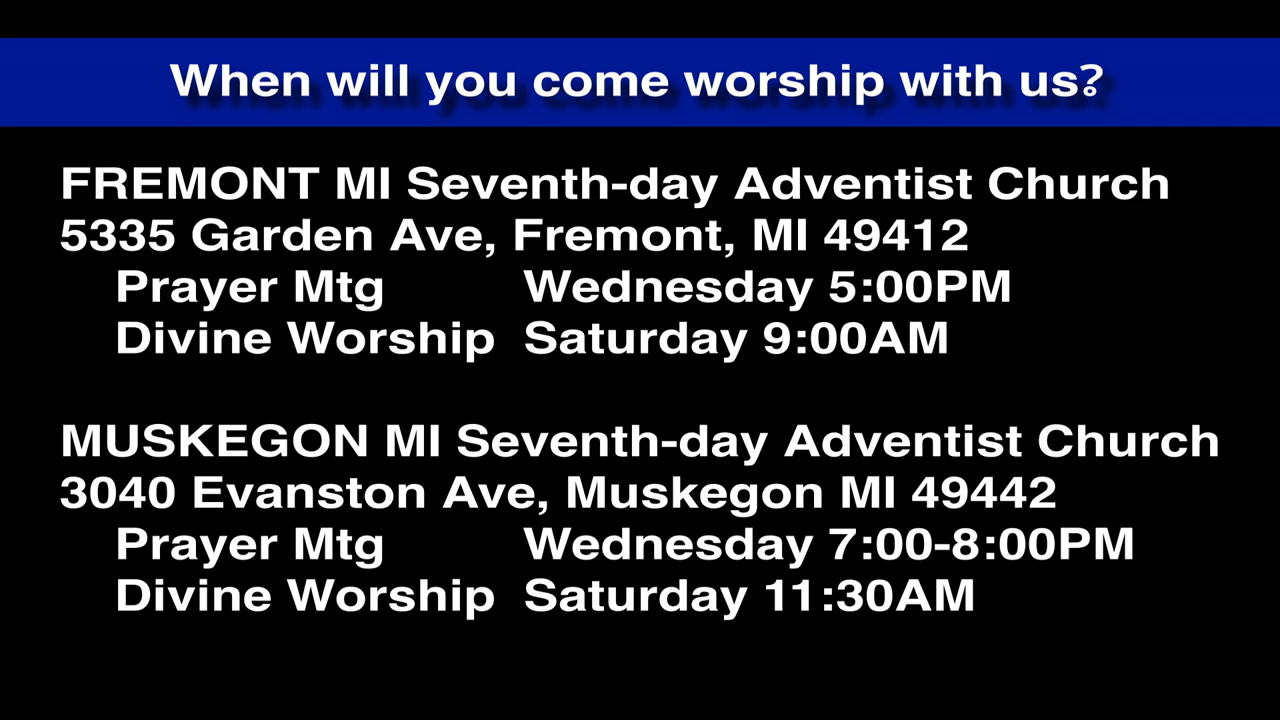 When will you come worship with us?
FREMONT MI Seventh-day Adventist Church
5335 Garden Ave, Fremont, MI 49412
Prayer Mtg Wednesday 5:00PM
Divine Worship Saturday 9:00AM
MUSKEGON MI Seventh-day Adventist Church
3040 Evanston Ave, Muskegon MI 49442
Prayer Mtg Wednesday 7:00-8:00PM
Divine Worship Saturday 11:30AM